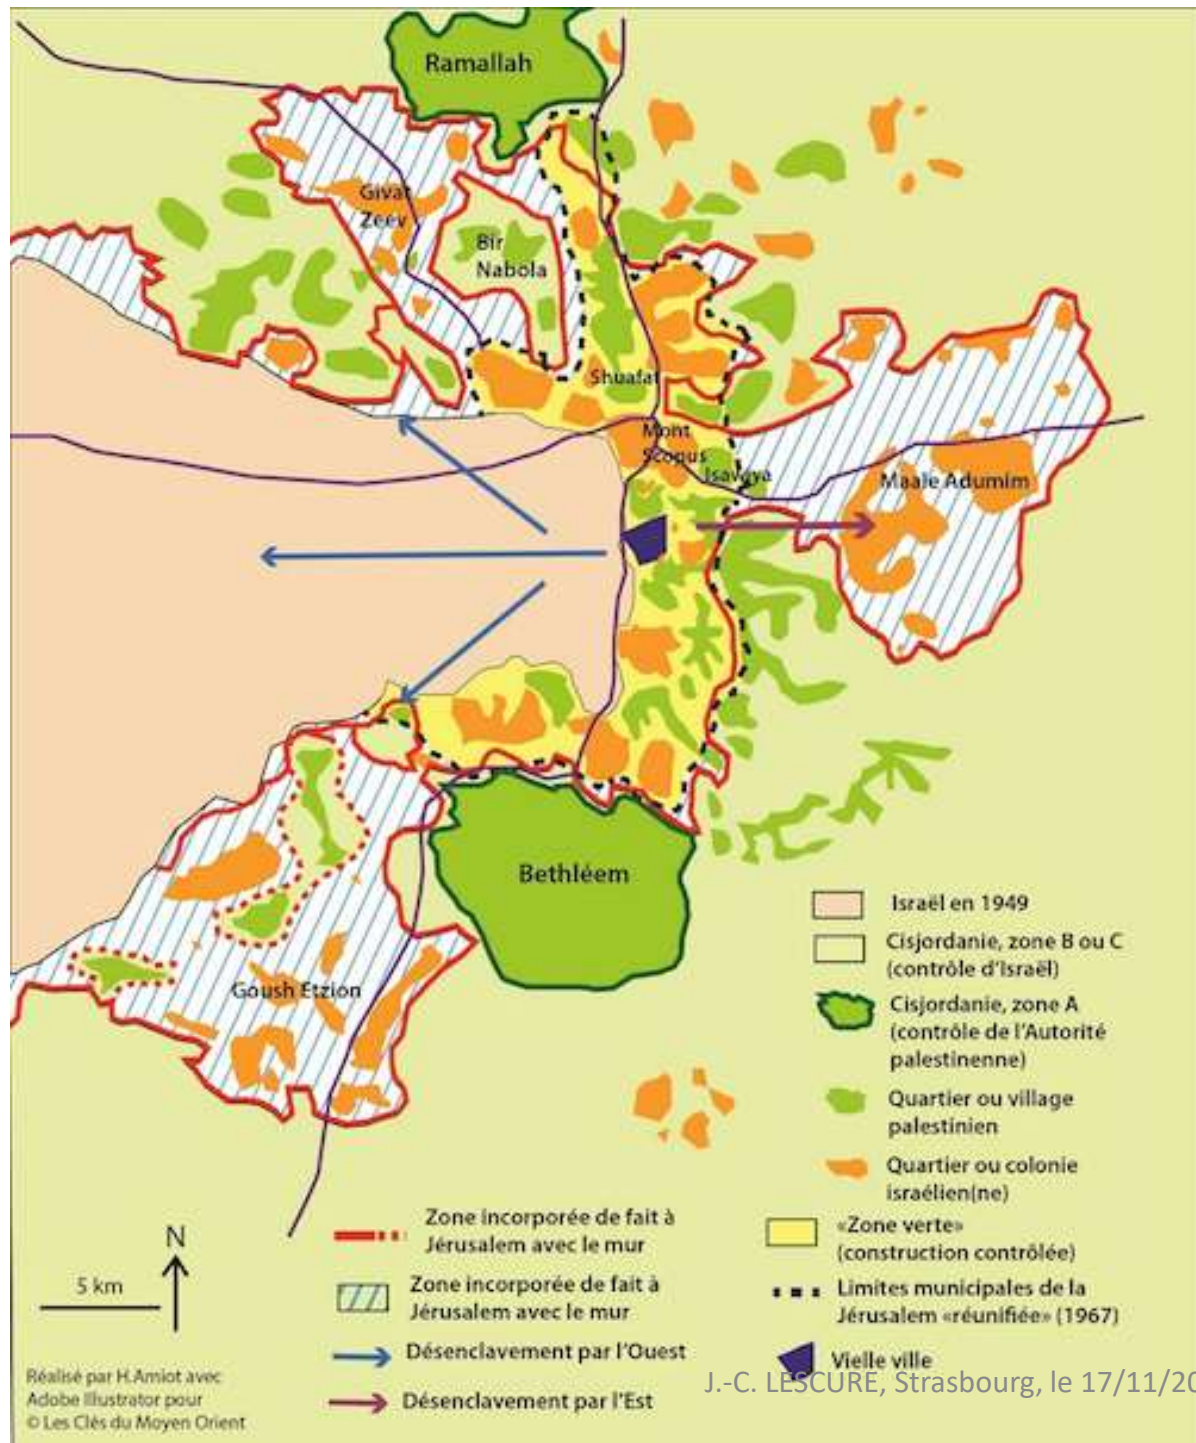 Ramallah
Givat
Zeev
Bir
Nabola
Shuafat
Mont
Scopus
Isawiya
Maale Adumim
Bethléem
Goush Etzion
Israël en 1949
Cisjordanie, zone B ou C
(contrôle d'Israël)
Cisjordanie, zone A
(contrôle de l'Autorité
palestinenne)
Quartier ou village
palestinien
Quartier ou colonie
israélien(ne)
«Zone verte»
(construction contrôlée)
Limites municipales de la
Jérusalem «réunifiée» (1967)
Vielle ville
Zone incorporée de fait à
Jérusalem avec le mur
Zone incorporée de fait à
Jérusalem avec le mur
Désenclavement par l'Ouest
Désenclavement par l'Est
N
5 km
Réalisé par H.Amiot avec
Adobe Illustrator pour
© Les Clés du Moyen Orient
J.-C. LESCURE, Strasbourg, le 17/11/20